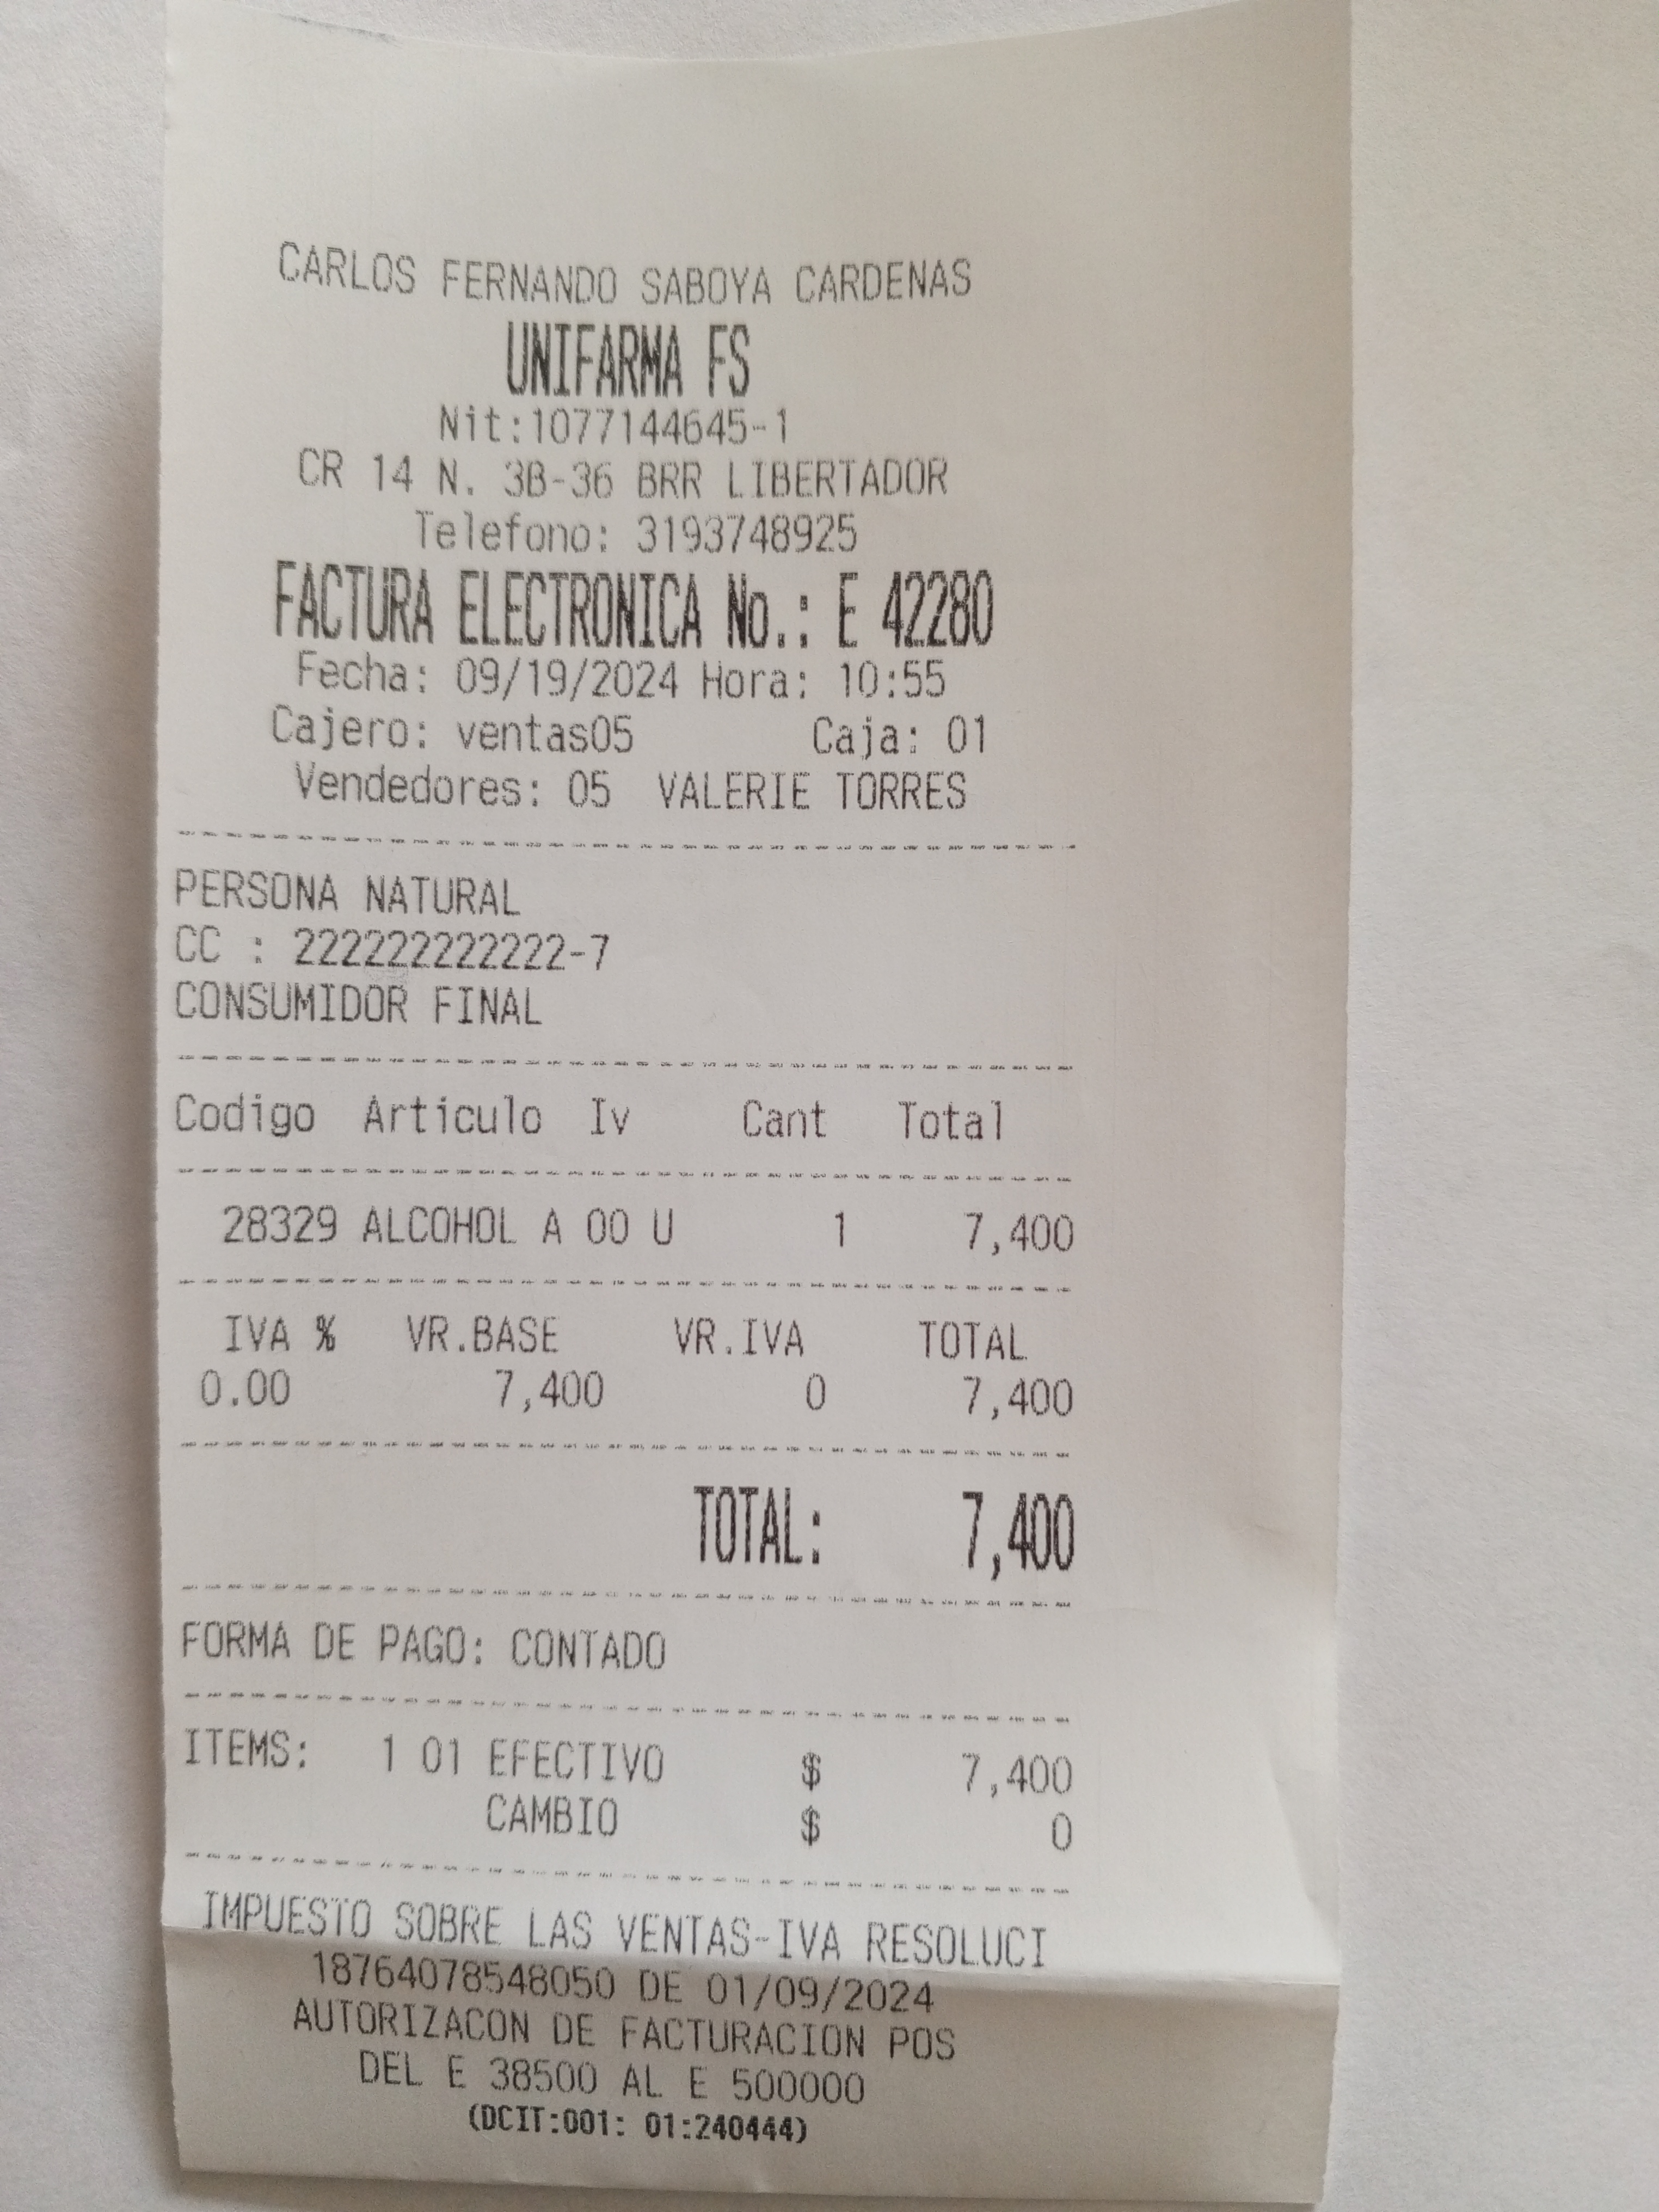 CARLOS FERNANDO SABOYA CARDENAS
UNIFARMA FS
Nit:1077144645-1
CR 14 N. 3B-36 BRR LIBERTADOR
Telefono: 3193748925
FACTURA ELECTRONICA No.: E 42280
Fecha: 09/19/2024 Hora: 10:55
Cajero: ventas05 Caja: 01
Vendedores: 05 VALERIE TORRES
PERSONA NATURAL
CC : 222222222222-7
CONSUMIDOR FINAL
Codigo Articulo Iv Cant Total
28329 ALCOHOL A 00 U 1 7,400
IVA % VR.BASE VR.IVA TOTAL
0.00 7,400 0 7,400
TOTAL: 7,400
FORMA DE PAGO: CONTADO
ITEMS: 1 01 EFECTIVO $ 7,400
CAMBIO $ 0
IMPUESTO SOBRE LAS VENTAS-IVA RESOLUCI
18764078548050 DE 01/09/2024
AUTORIZACON DE FACTURACION POS
DEL E 38500 AL E 500000
(DCIT:001: 01:240444)